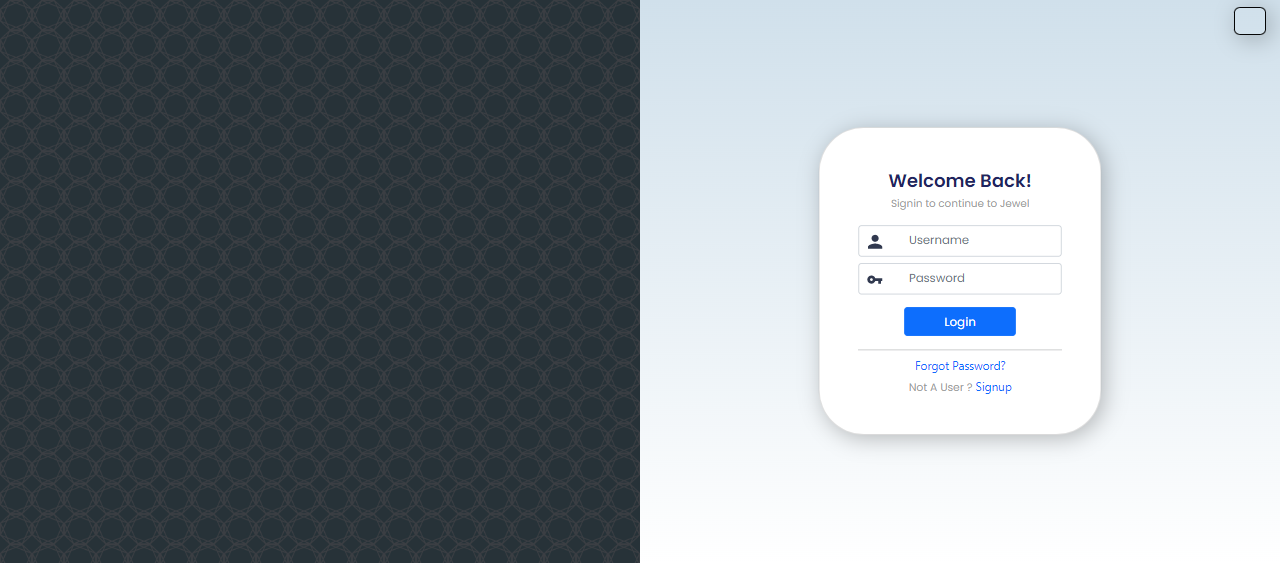 Welcome Back!
Signin to continue to Jewel
Username
Password
Login
Forgot Password?
Not A User ? Signup